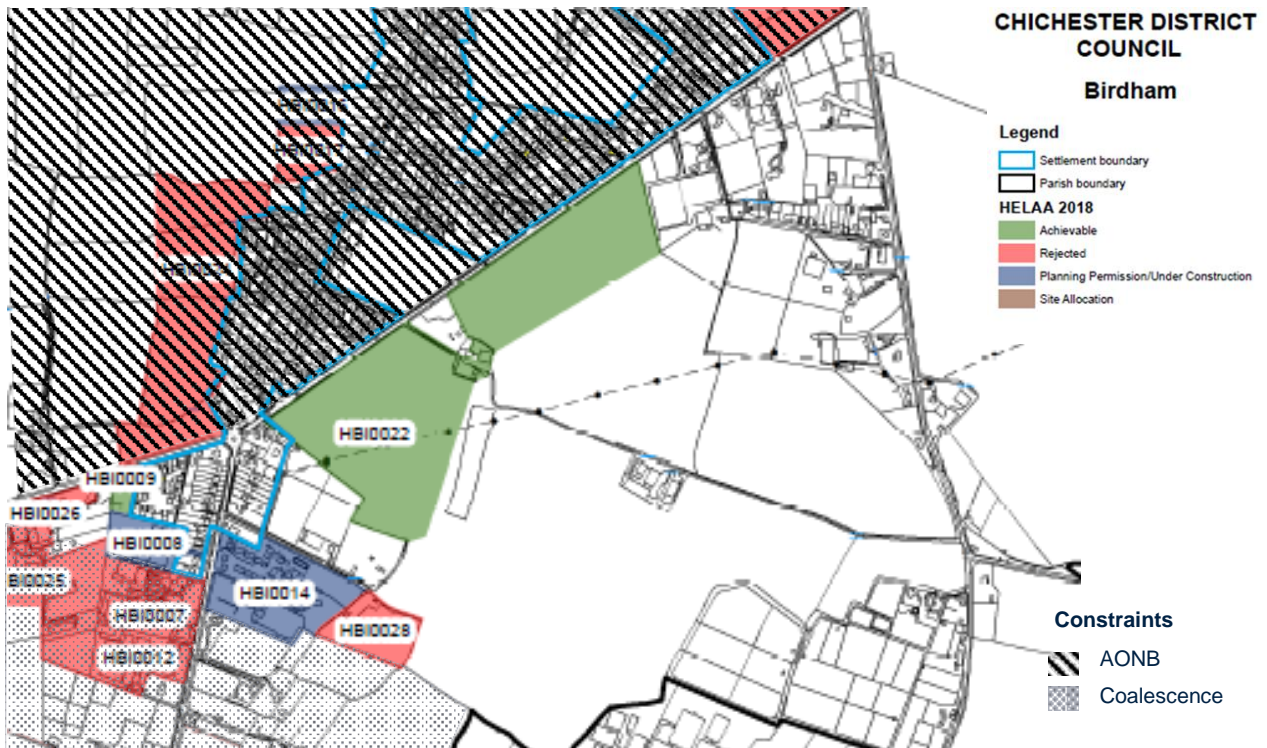 CHICHESTER DISTRICT
COUNCIL
Birdham
Legend
Settlement boundary
Parish boundary
HELAA 2018
Achievable
Rejected
Planning Permission/Under Construction
Site Allocation
HBI0022
HBI0009
HBI0026
HBI0008
BI0025
HBI0014
HBI0007
HBI0028
HBI0012
Constraints
AONB
Coalescence